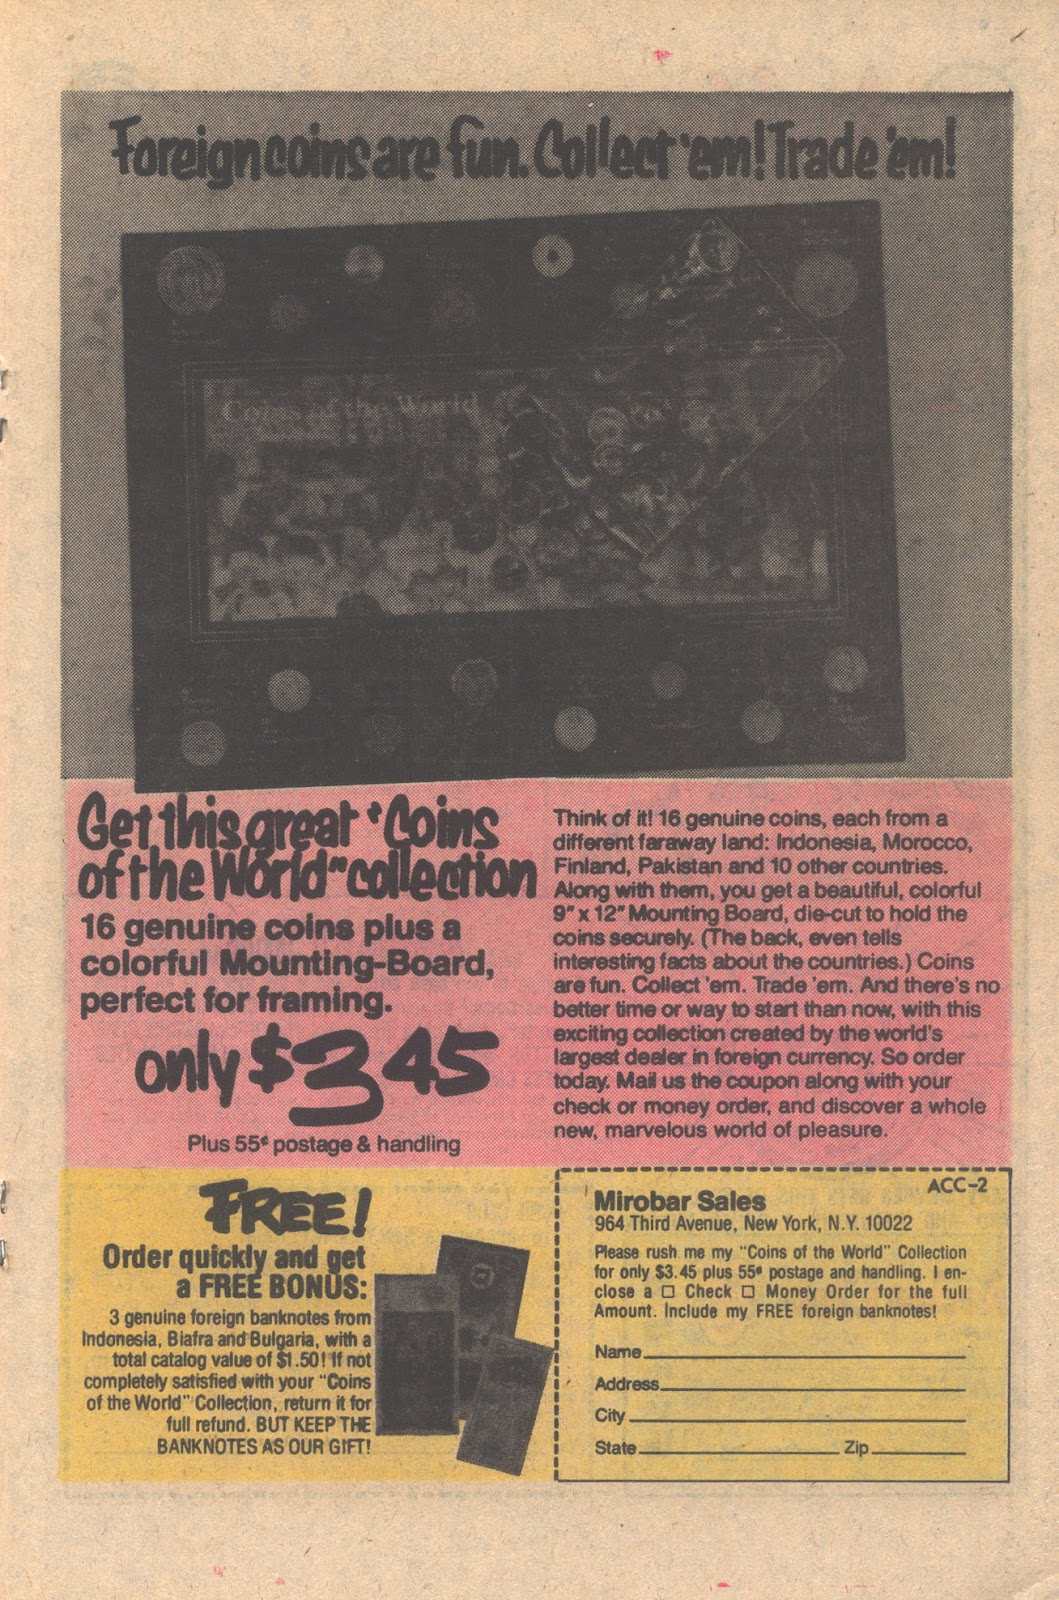 Foreign coins are fun. Collect 'em! Trade 'em!
Coins of the World
Get this great "Coins
of the World" collection
16 genuine coins plus a
colorful Mounting-Board,
perfect for framing.
only $3.45
Plus 55¢ postage & handling
Think of it! 16 genuine coins, each from a
different faraway land: Indonesia, Morocco,
Finland, Pakistan and 10 other countries.
Along with them, you get a beautiful, colorful
9" x 12" Mounting Board, die-cut to hold the
coins securely. (The back, even tells
interesting facts about the countries.) Coins
are fun. Collect 'em. Trade 'em. And there's no
better time or way to start than now, with this
exciting collection created by the world's
largest dealer in foreign currency. So order
today. Mail us the coupon along with your
check or money order, and discover a whole
new, marvelous world of pleasure.
FREE!
Order quickly and get
a FREE BONUS:
3 genuine foreign banknotes from
Indonesia, Biafra and Bulgaria, with a
total catalog value of $1.50! If not
completely satisfied with your "Coins
of the World" Collection, return it for
full refund. BUT KEEP THE
BANKNOTES AS OUR GIFT!
ACC-2
Mirobar Sales
964 Third Avenue, New York, N.Y. 10022
Please rush me my "Coins of the World" Collection
for only $3.45 plus 55¢ postage and handling. I en-
close a □ Check □ Money Order for the full
Amount. Include my FREE foreign banknotes!
Name
Address
City
State Zip